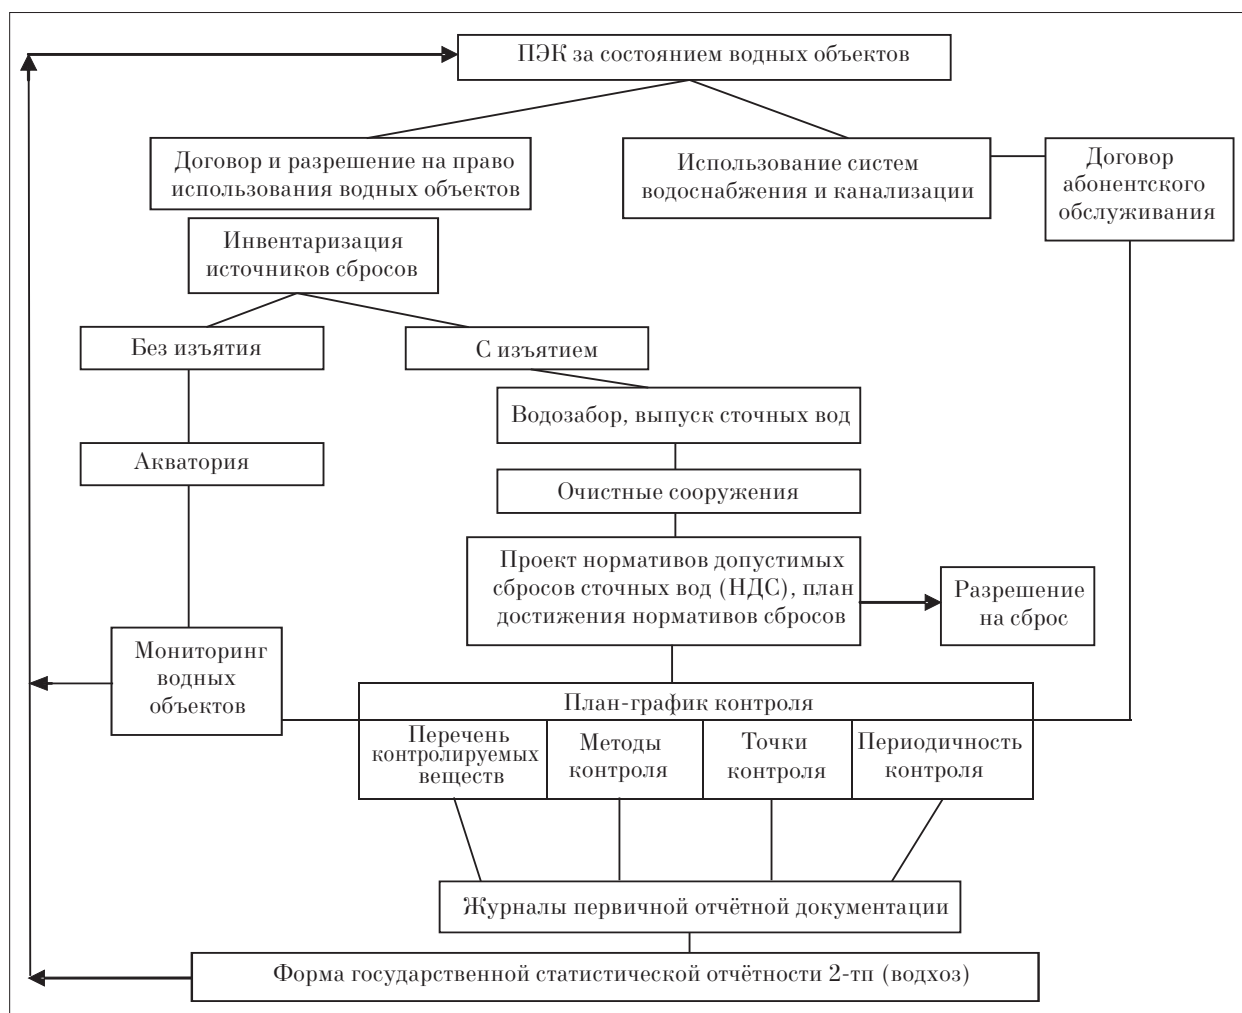 ПЭК за состоянием водных объектов
Договор и разрешение на право
использования водных объектов
Использование систем
водоснабжения и канализации
Договор
абонентского
обслуживания
Инвентаризация
источников сбросов
Без изъятия
С изъятием
Водозабор, выпуск сточных вод
Акватория
Очистные сооружения
Проект нормативов допустимых
сбросов сточных вод (НДС), план
достижения нормативов сбросов
Разрешение
на сброс
Мониторинг
водных
объектов
План-график контроля
Перечень
контролируемых
веществ
Методы
контроля
Точки
контроля
Периодичность
контроля
Журналы первичной отчётной документации
Форма государственной статистической отчётности 2-тп (водхоз)